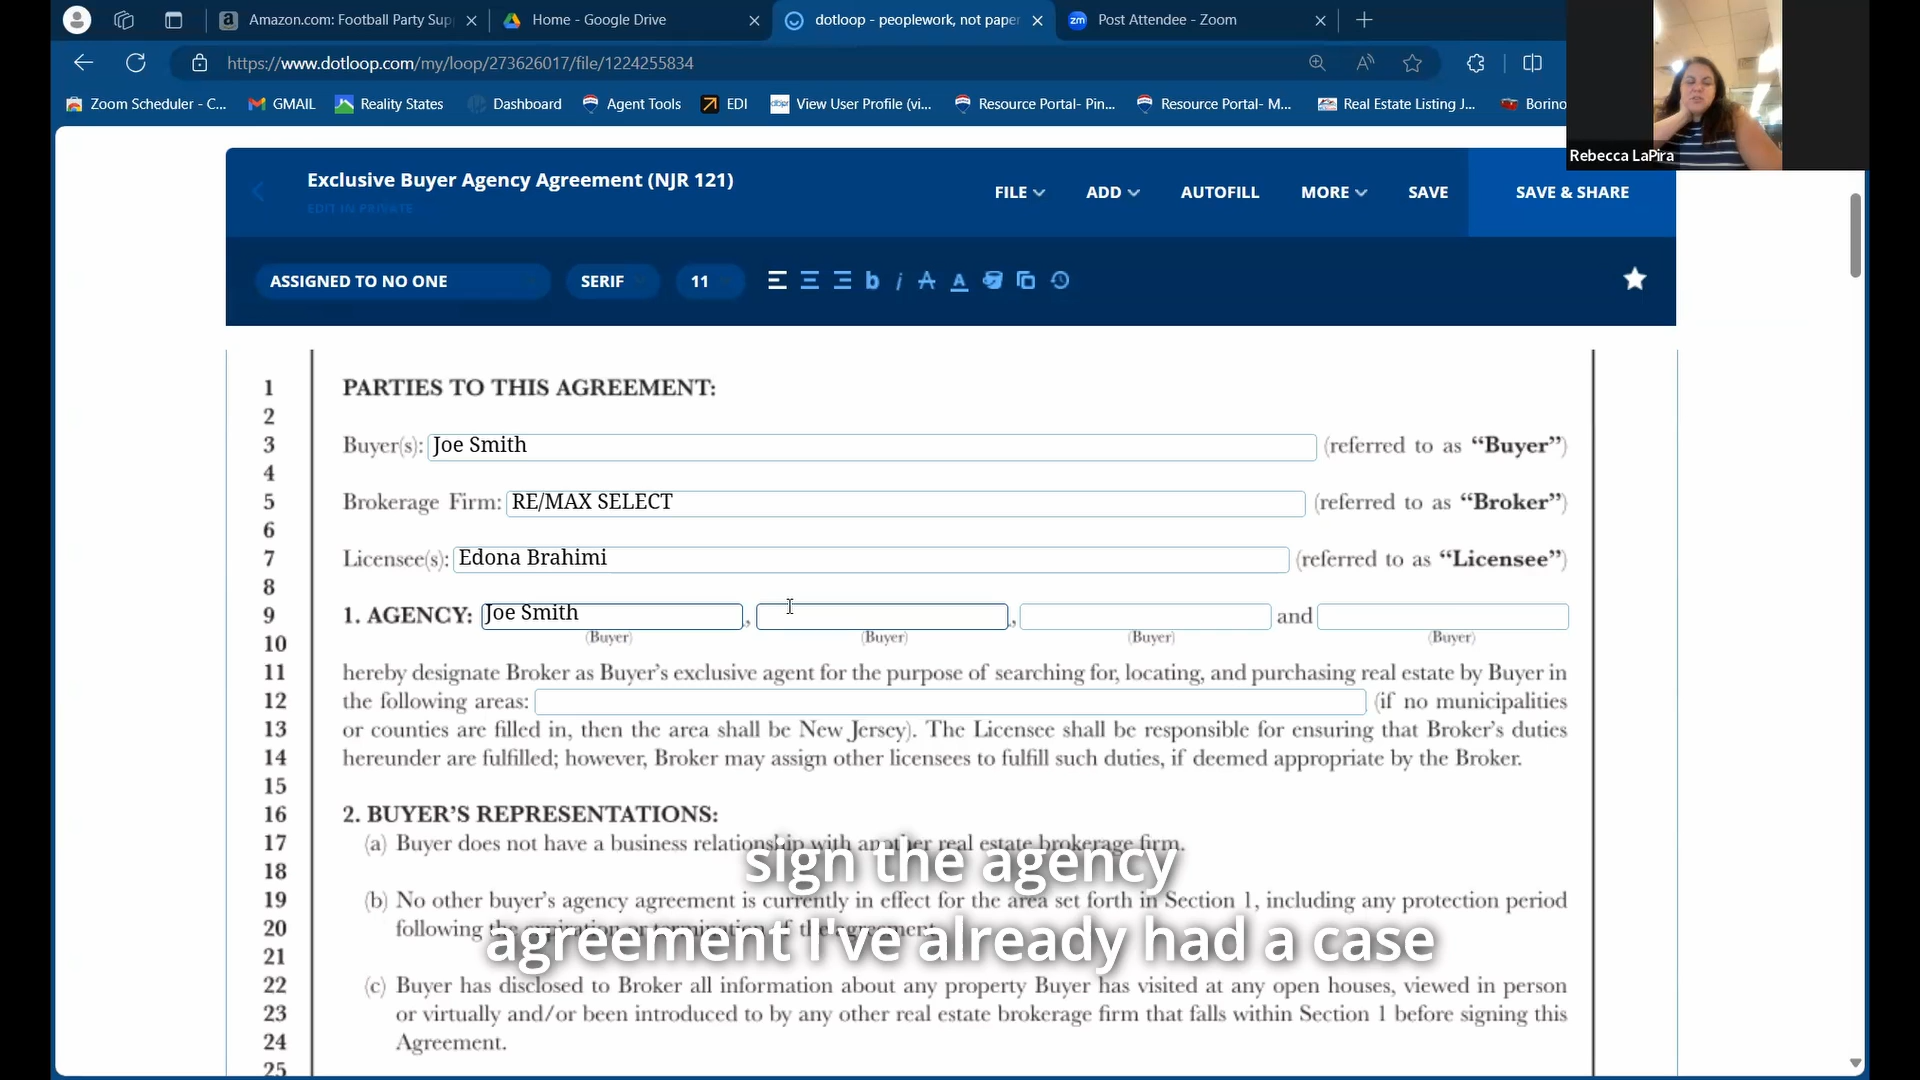 Amazon.com: Football Party Sup
Home - Google Drive
dotloop - peoplework, not paper
zm
Post Attendee - Zoom
https://www.dotloop.com/my/loop/273626017/file/1224255834
Zoom Scheduler - C...
GMAIL
Reality States
Dashboard
Agent Tools
EDI
View User Profile (vi...
Resource Portal- Pin...
Resource Portal- M...
Real Estate Listing J...
Borino
Rebecca LaPira
Exclusive Buyer Agency Agreement (NJR 121)
EDIT IN PRIVATE
FILE
ADD
AUTOFILL
MORE
SAVE
SAVE & SHARE
ASSIGNED TO NO ONE
SERIF
11
1 PARTIES TO THIS AGREEMENT:
2
3 Buyer(s): Joe Smith (referred to as “Buyer”)
4
5 Brokerage Firm: RE/MAX SELECT (referred to as “Broker”)
6
7 Licensee(s): Edona Brahimi (referred to as “Licensee”)
8
9 1. AGENCY: Joe Smith , , and
10 (Buyer) (Buyer) (Buyer) (Buyer)
11 hereby designate Broker as Buyer’s exclusive agent for the purpose of searching for, locating, and purchasing real estate by Buyer in
12 the following areas: (if no municipalities
13 or counties are filled in, then the area shall be New Jersey). The Licensee shall be responsible for ensuring that Broker’s duties
14 hereunder are fulfilled; however, Broker may assign other licensees to fulfill such duties, if deemed appropriate by the Broker.
15
16 2. BUYER’S REPRESENTATIONS:
17 (a) Buyer does not have a business relationship with another real estate brokerage firm.
18
19 (b) No other buyer’s agency agreement is currently in effect for the area set forth in Section 1, including any protection period
20 following the expiration or termination of the agreement.
21
22 (c) Buyer has disclosed to Broker all information about any property Buyer has visited at any open houses, viewed in person
23 or virtually and/or been introduced to by any other real estate brokerage firm that falls within Section 1 before signing this
24 Agreement.
25
sign the agency
agreement I've already had a case